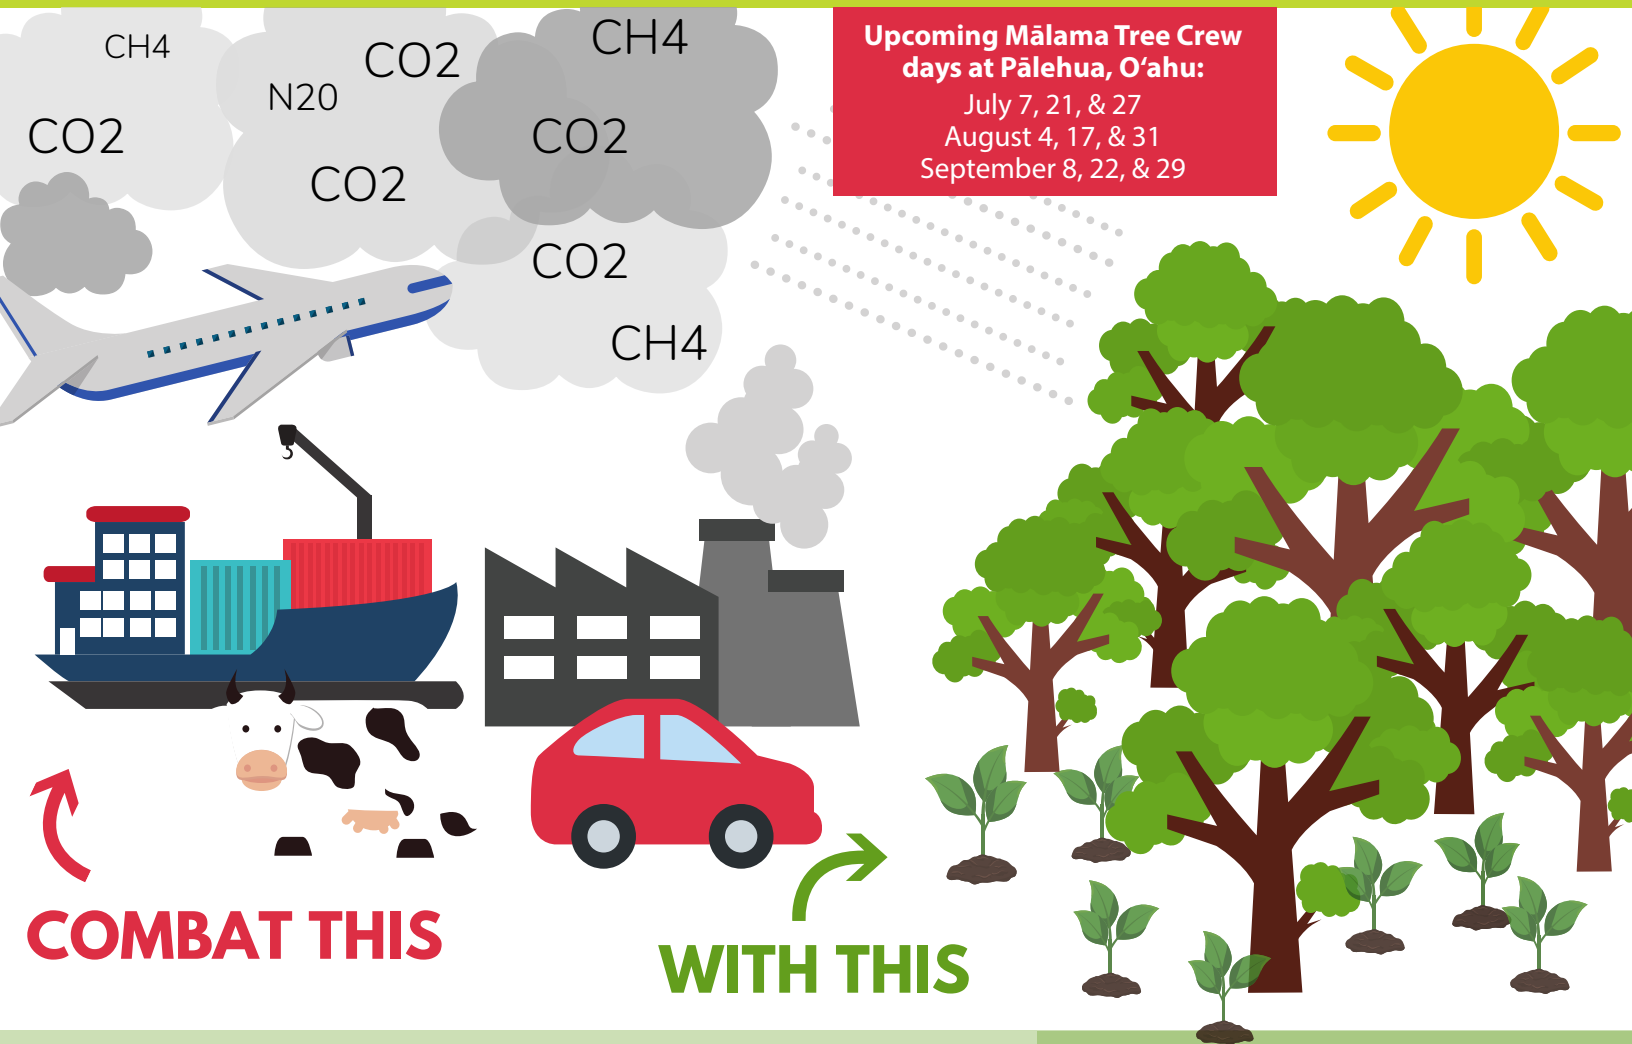 CH4
N20
CO2
CH4
CO2
CO2
CO2
CO2
CH4
Upcoming Mālama Tree Crew
days at Pālehua, Oʻahu:
July 7, 21, & 27
August 4, 17, & 31
September 8, 22, & 29
COMBAT THIS
WITH THIS